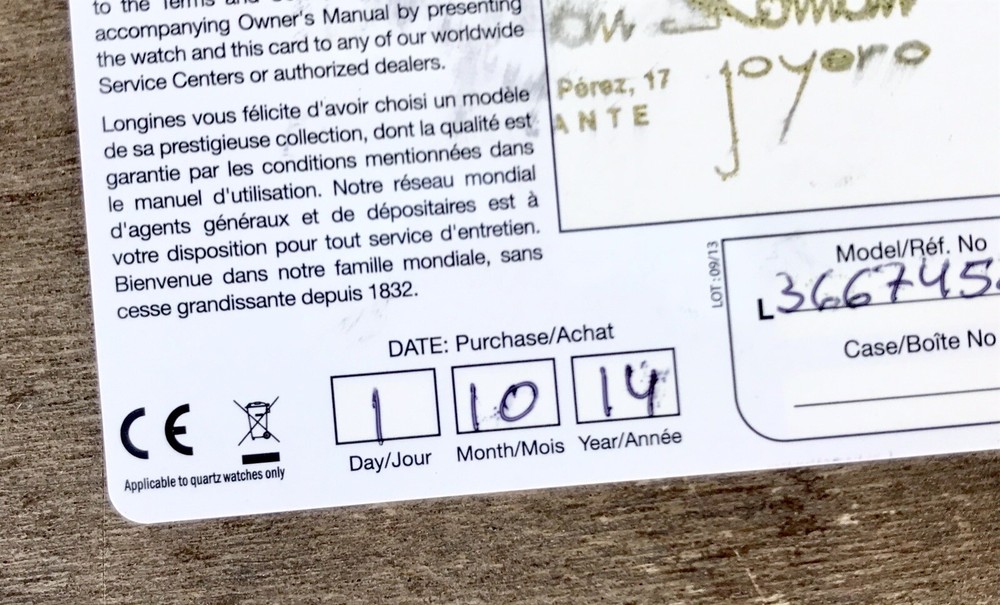 to the Terms and
accompanying Owner's Manual by presenting
the watch and this card to any of our worldwide
Service Centers or authorized dealers.
Longines vous félicite d'avoir choisi un modèle
de sa prestigieuse collection, dont la qualité est
garantie par les conditions mentionnées dans
le manuel d'utilisation. Notre réseau mondial
d'agents généraux et de dépositaires est à
votre disposition pour tout service d'entretien.
Bienvenue dans notre famille mondiale, sans
cesse grandissante depuis 1832.
joyero
Pérez, 17
ANTE
LOT : 09/13
Model/Réf. No
L 3667456
Case/Boîte No
DATE: Purchase/Achat
1 10 14
Day/Jour Month/Mois Year/Année
CE
Applicable to quartz watches only